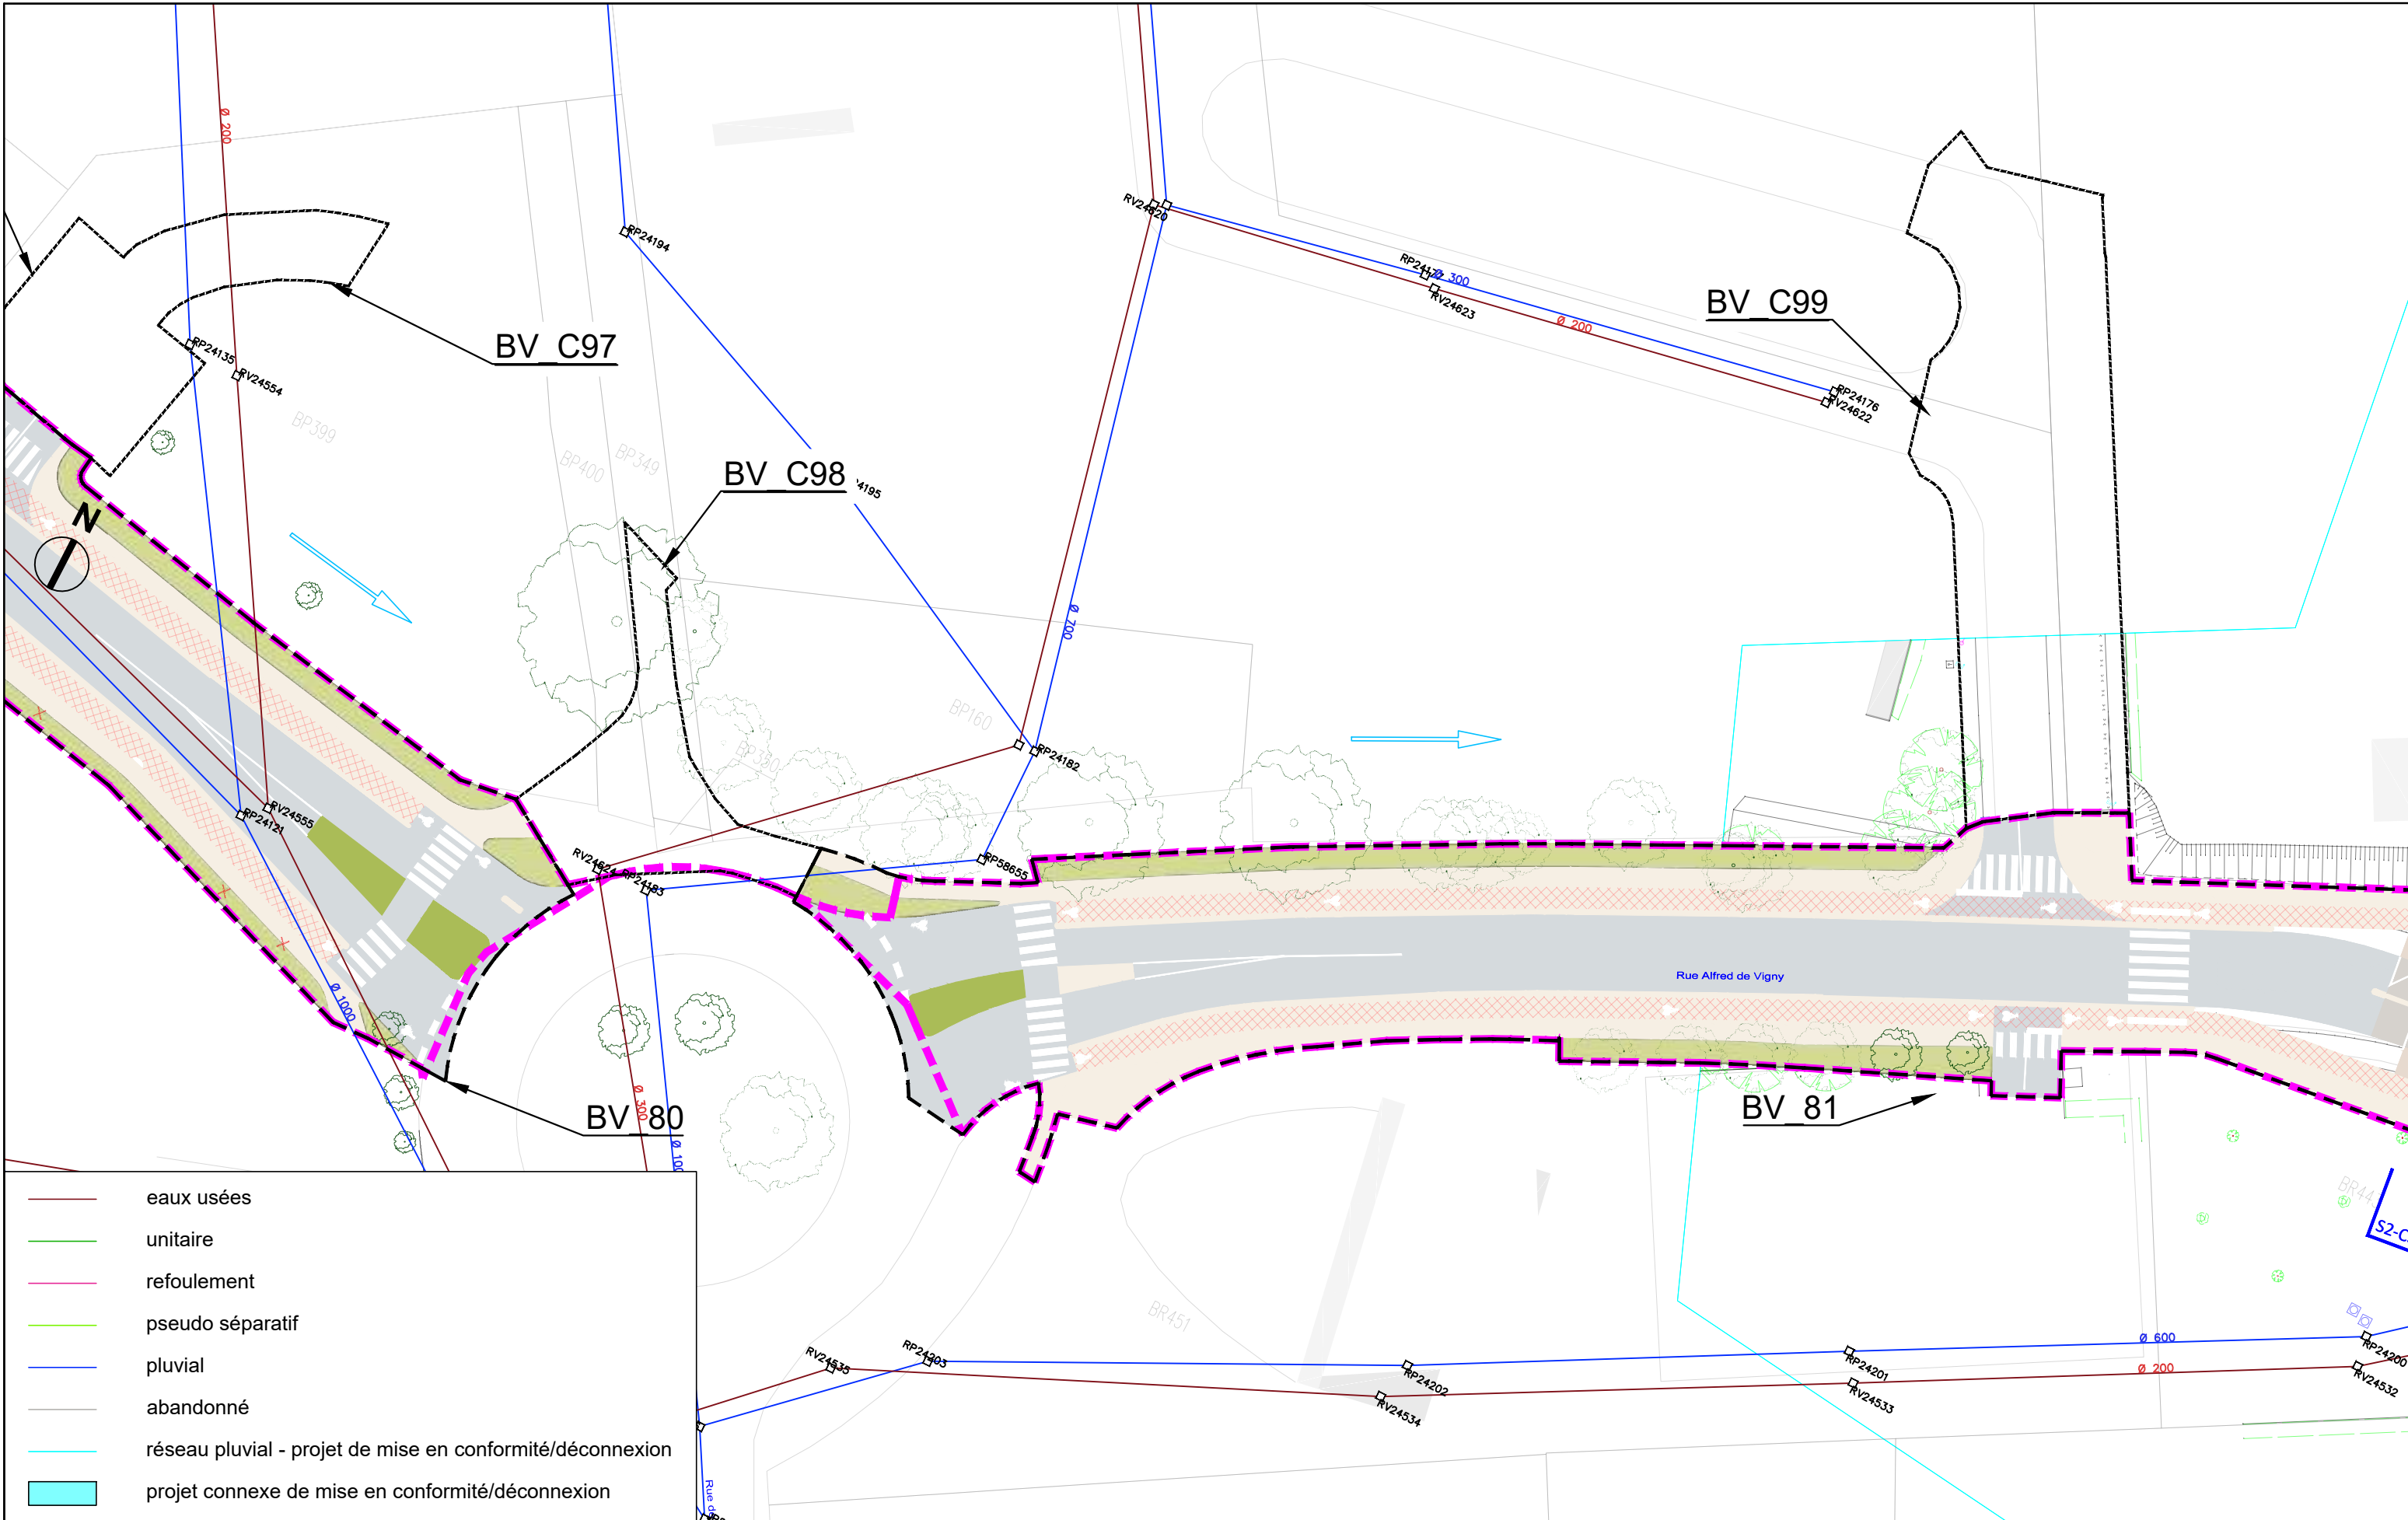 Ø 200
RV24620
RP24194
Ø 300
RV24623
BV_C99
Ø 200
BV_C97
RP24135
RV24554
RP24176
RV24622
BP399
BP400
BP349
BV_C98
4195
N
Ø 700
BP160
RP24182
RV24555
RP24121
RP58655
RP24183
Rue Alfred de Vigny
Ø 1000
Ø 300
BV_80
BV_81
Ø 100
BR451
BR44
S2-C
eaux usées
unitaire
refoulement
pseudo séparatif
pluvial
abandonné
réseau pluvial - projet de mise en conformité/déconnexion
projet connexe de mise en conformité/déconnexion
RV24535
RP24203
RP24202
RV24534
RP24201
RV24533
Ø 600
Ø 200
RP24200
RV24532